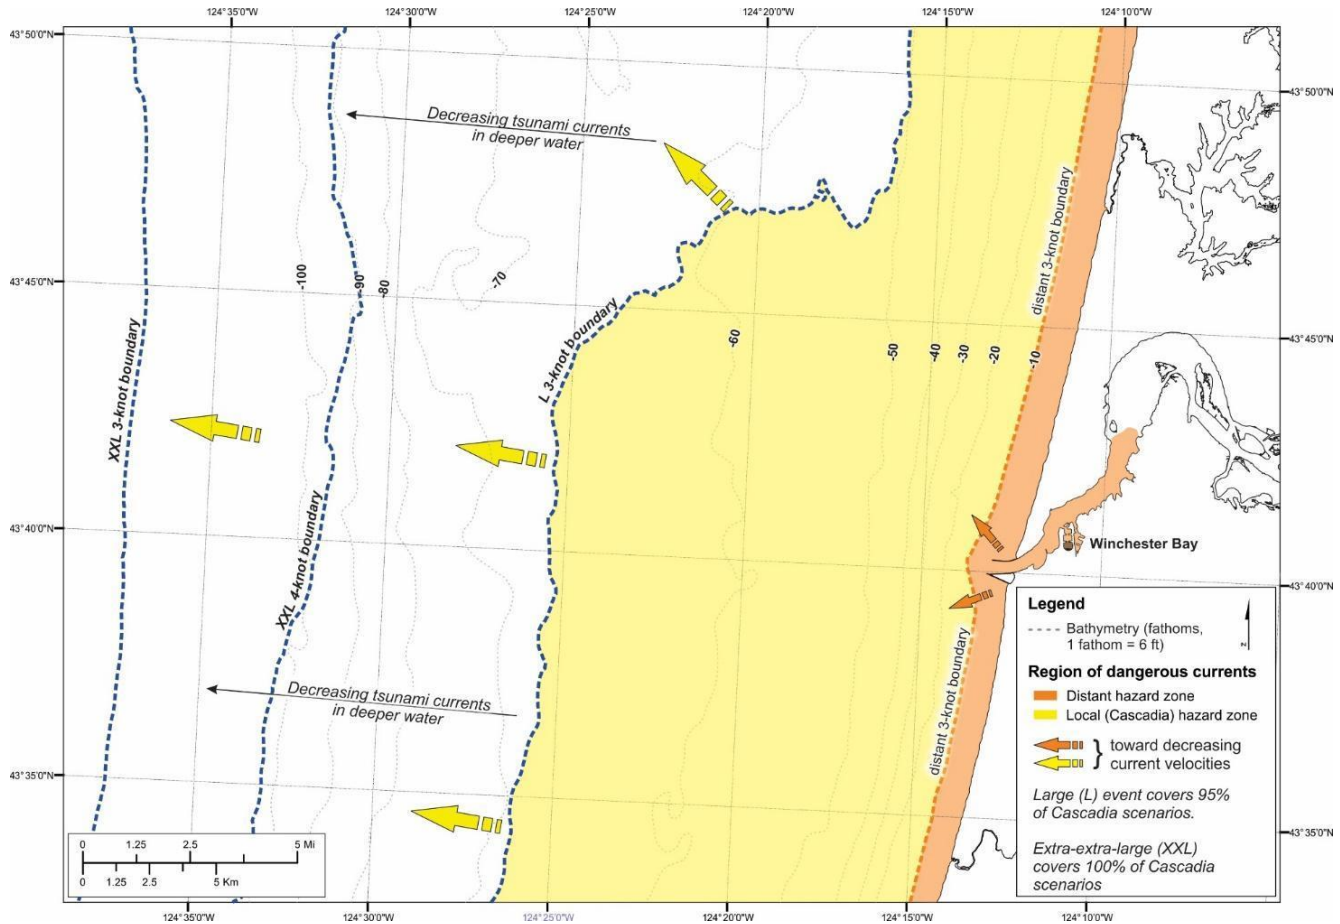 124°35'0"W
124°30'0"W
124°25'0"W
124°20'0"W
124°15'0"W
124°10'0"W
43°50'0"N
43°50'0"N
Decreasing tsunami currents
in deeper water
distant 3-knot boundary
43°45'0"N
-100
-90
-80
-70
43°45'0"N
XXL 3-knot boundary
L 3-knot boundary
-60
-50
-40
-30
-20
-10
XXL 4-knot boundary
43°40'0"N
Winchester Bay
43°40'0"N
distant 3-knot boundary
Decreasing tsunami currents
in deeper water
43°35'0"N
43°35'0"N
Legend
Bathymetry (fathoms,
1 fathom = 6 ft)
z
Region of dangerous currents
Distant hazard zone
Local (Cascadia) hazard zone
toward decreasing
current velocities
Large (L) event covers 95%
of Cascadia scenarios.
Extra-extra-large (XXL)
covers 100% of Cascadia
scenarios
0 1.25 2.5 5 Mi
0 1.25 2.5 5 Km
124°35'0"W
124°30'0"W
124°25'0"W
124°20'0"W
124°15'0"W
124°10'0"W